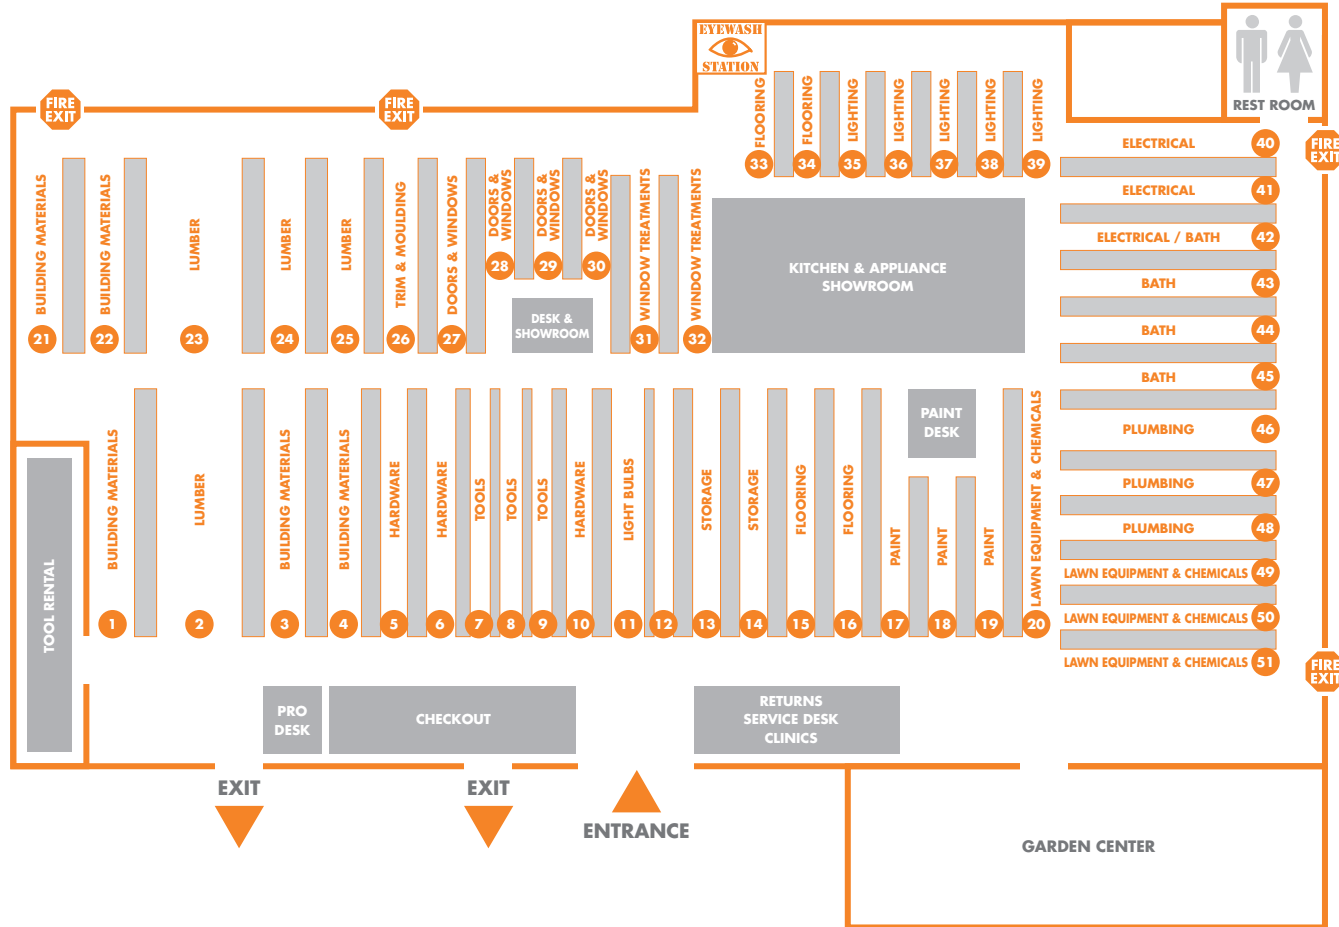 EYEWASH
STATION
REST ROOM
FIRE
EXIT
FIRE
EXIT
FIRE
EXIT
FIRE
EXIT
BUILDING MATERIALS
21
BUILDING MATERIALS
22
LUMBER
23
LUMBER
24
LUMBER
25
TRIM & MOULDING
26
DOORS & WINDOWS
27
DOORS &
WINDOWS
28
DOORS &
WINDOWS
29
DOORS &
WINDOWS
30
WINDOW TREATMENTS
31
WINDOW TREATMENTS
32
DESK &
SHOWROOM
FLOORING
33
FLOORING
34
LIGHTING
35
LIGHTING
36
LIGHTING
37
LIGHTING
38
LIGHTING
39
KITCHEN & APPLIANCE
SHOWROOM
ELECTRICAL 40
ELECTRICAL 41
ELECTRICAL / BATH 42
BATH 43
BATH 44
BATH 45
PLUMBING 46
PLUMBING 47
PLUMBING 48
LAWN EQUIPMENT & CHEMICALS 49
LAWN EQUIPMENT & CHEMICALS 50
LAWN EQUIPMENT & CHEMICALS 51
TOOL RENTAL
BUILDING MATERIALS
1
LUMBER
2
BUILDING MATERIALS
3
BUILDING MATERIALS
4
HARDWARE
5
HARDWARE
6
TOOLS
7
TOOLS
8
TOOLS
9
HARDWARE
10
LIGHT BULBS
11
12
STORAGE
13
STORAGE
14
FLOORING
15
FLOORING
16
PAINT
17
PAINT
18
PAINT
19
LAWN EQUIPMENT & CHEMICALS
20
PAINT
DESK
PRO
DESK
CHECKOUT
RETURNS
SERVICE DESK
CLINICS
EXIT
EXIT
ENTRANCE
GARDEN CENTER